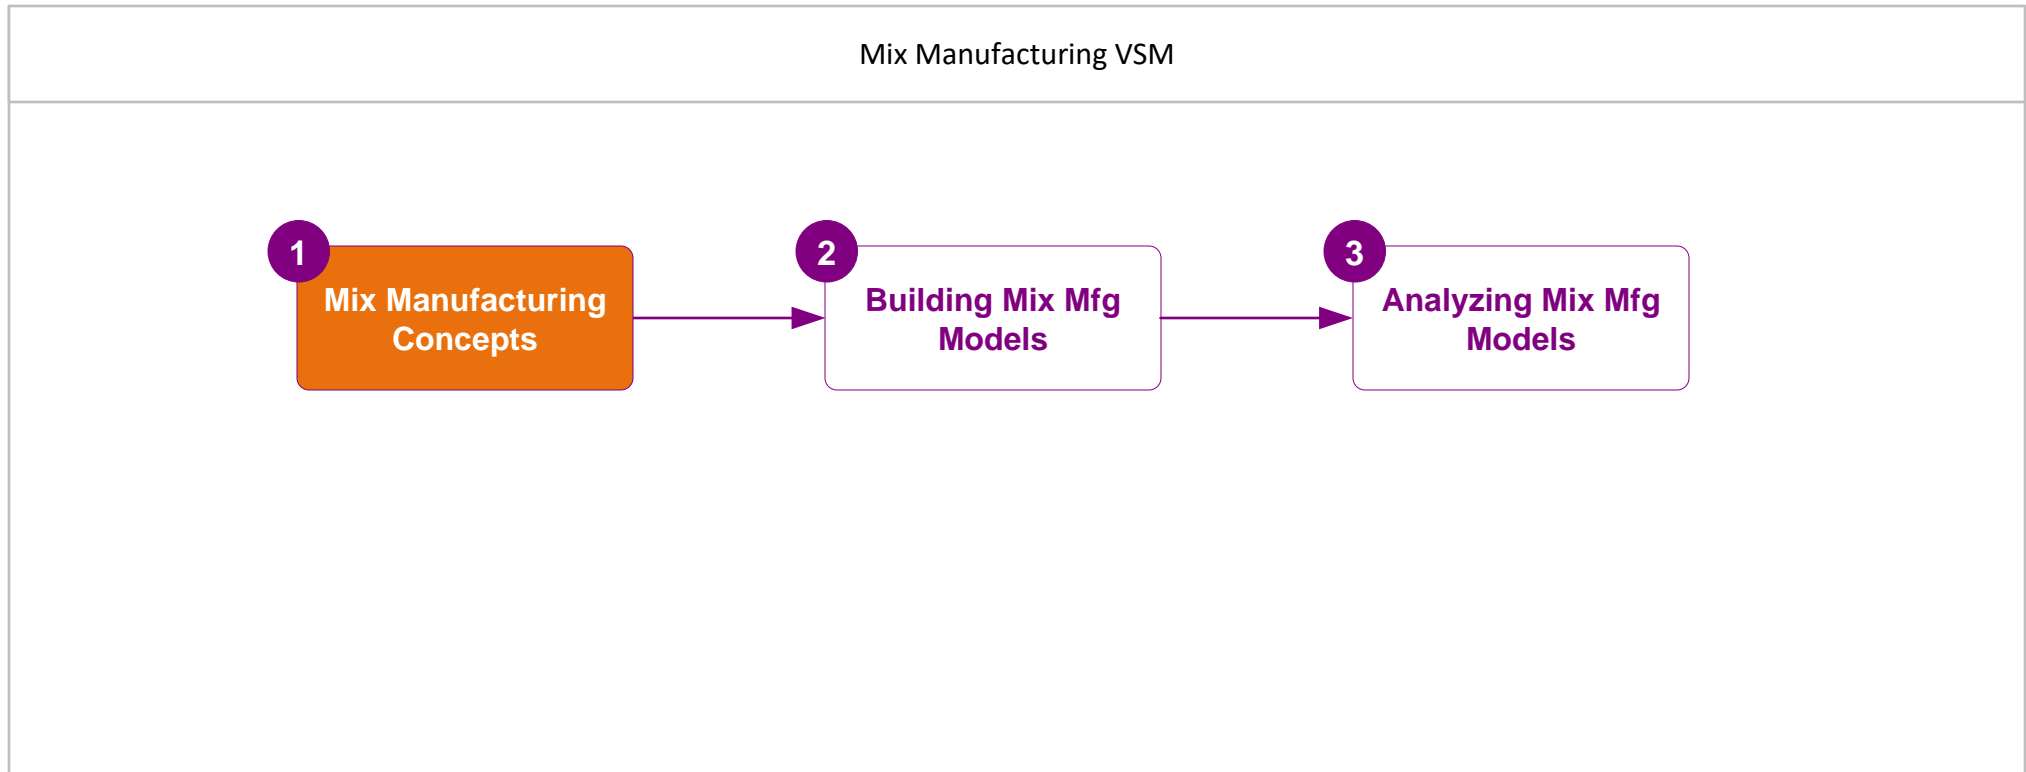 Mix Manufacturing VSM
1
Mix Manufacturing
Concepts
2
Building Mix Mfg
Models
3
Analyzing Mix Mfg
Models